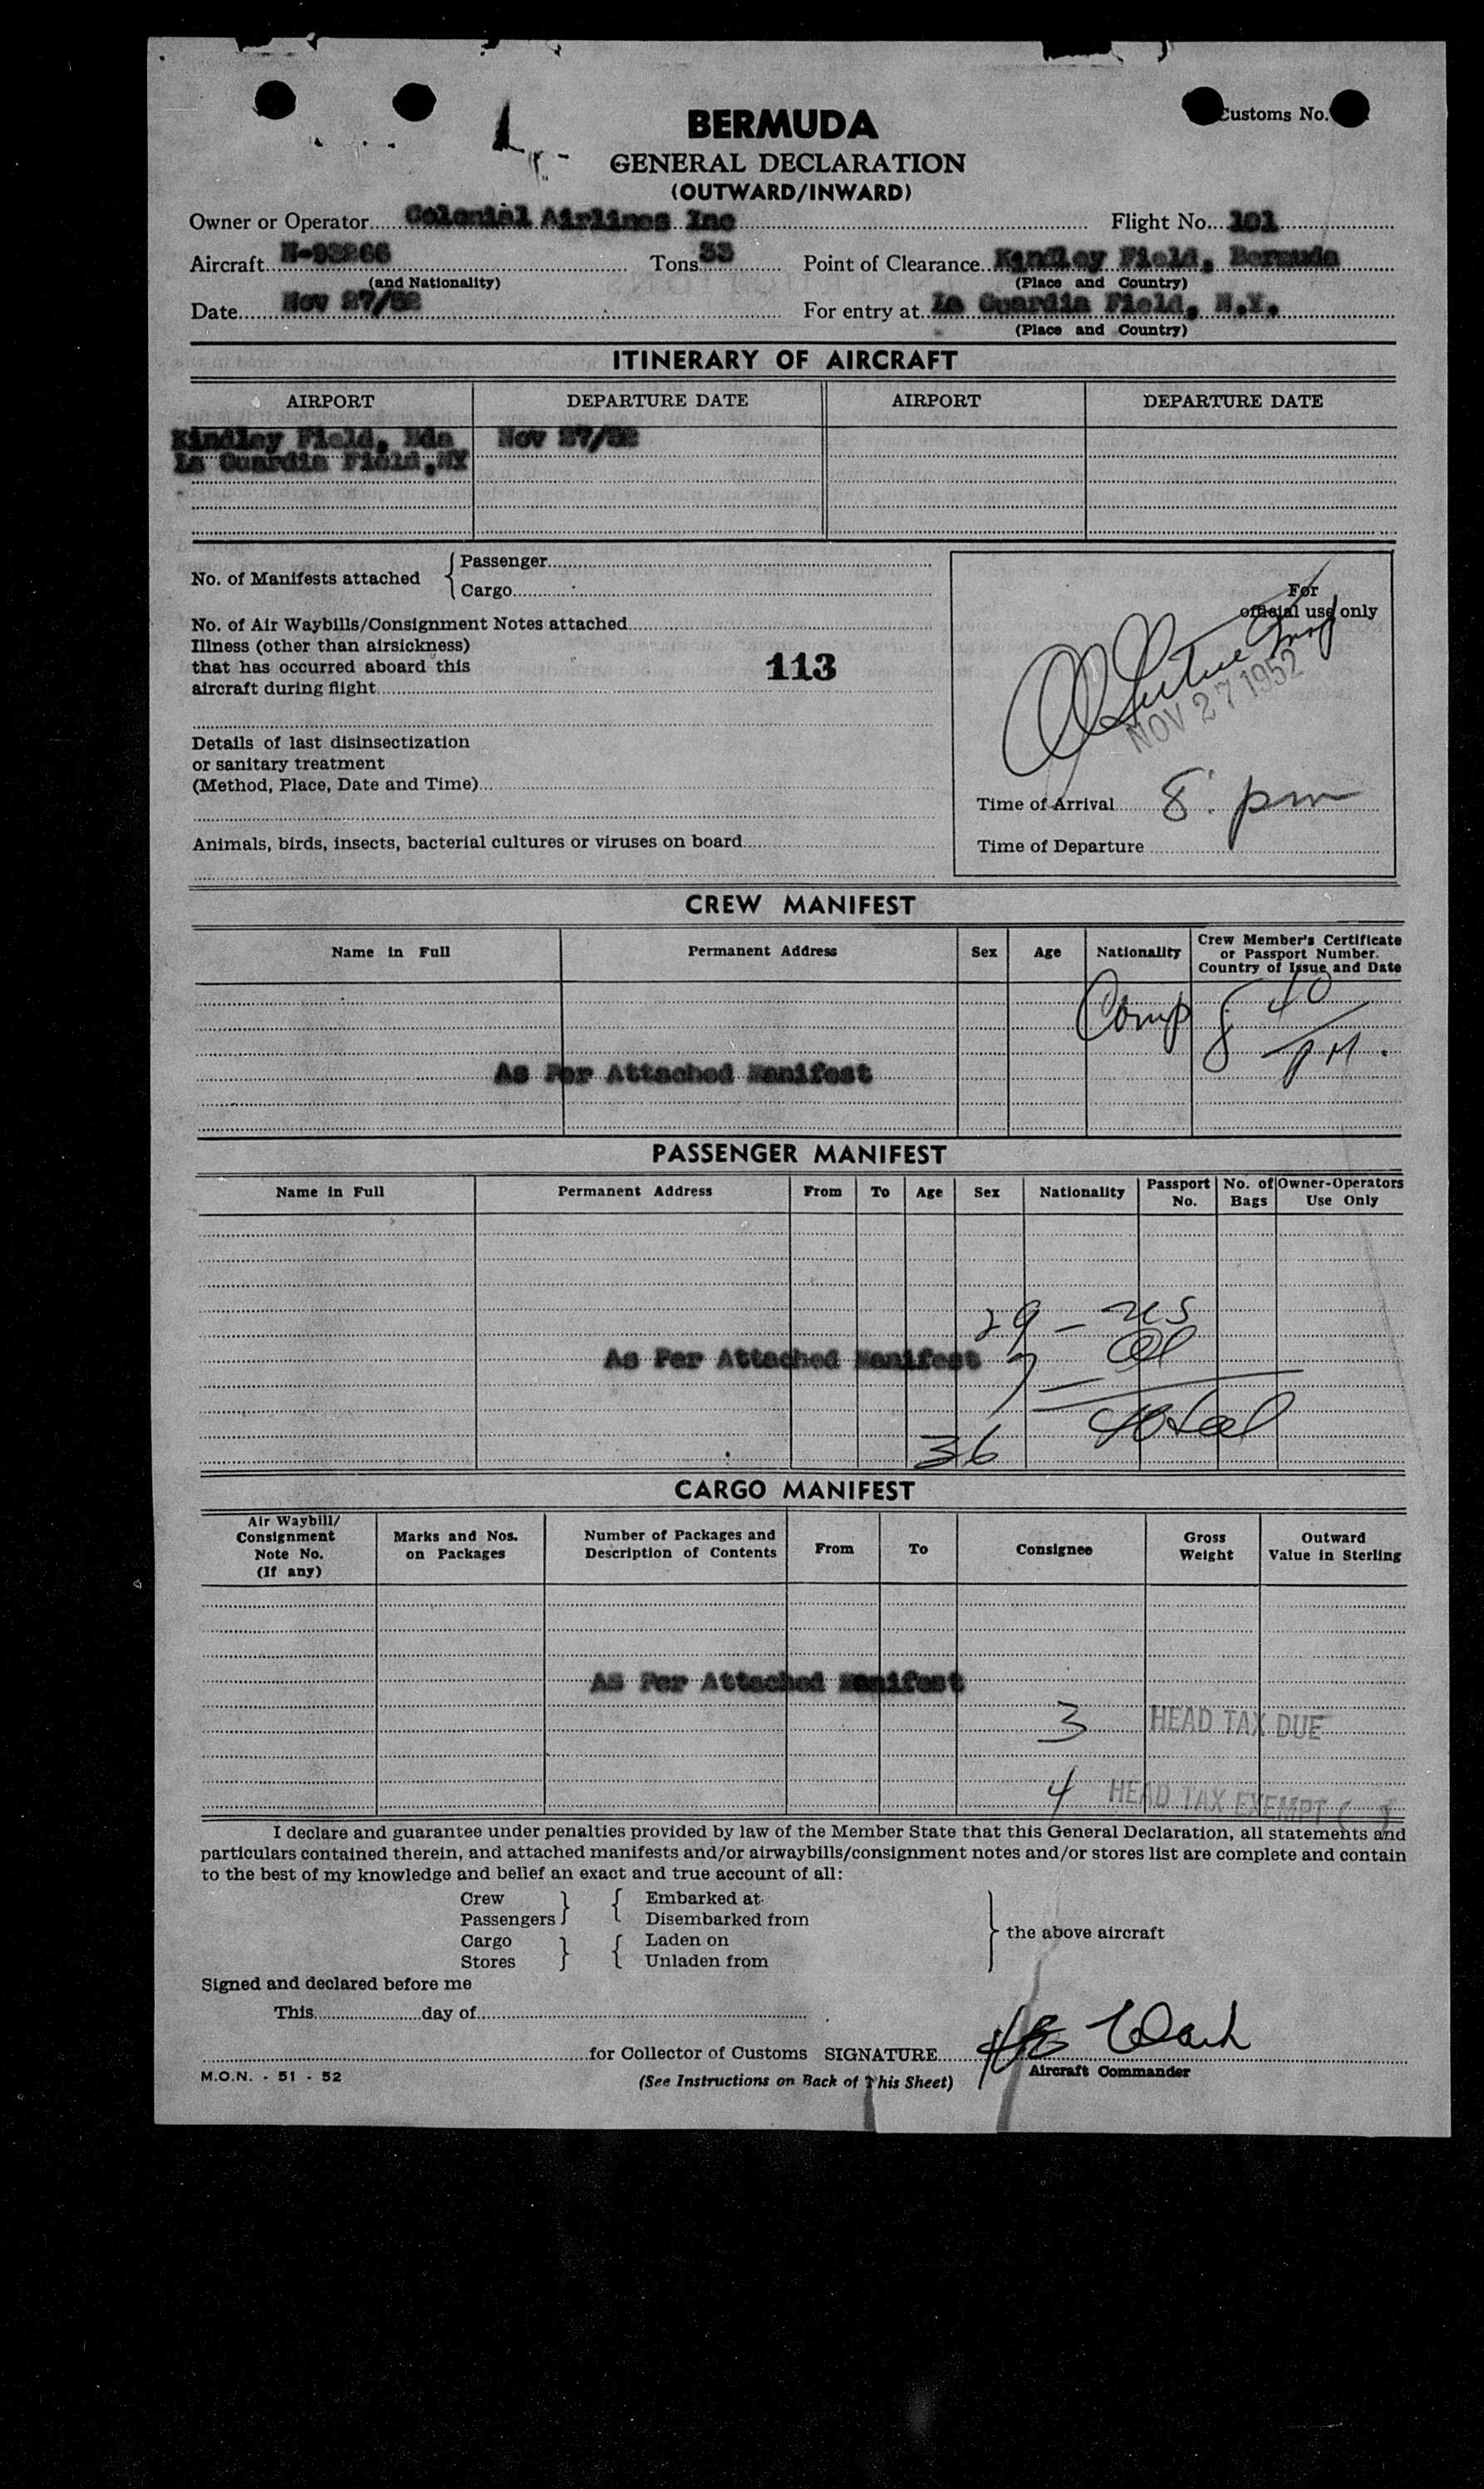 BERMUDA
Customs No.
GENERAL DECLARATION
(OUTWARD/INWARD)
Owner or Operator Colonial Airlines Inc Flight No. 101
Aircraft N-93266 Tons 33 Point of Clearance Kindley Field, Bermuda
(and Nationality) (Place and Country)
Date Nov 27/52 For entry at La Guardia Field, N.Y.
(Place and Country)
ITINERARY OF AIRCRAFT
AIRPORT DEPARTURE DATE AIRPORT DEPARTURE DATE
Kindley Field, Bda Nov 27/52
La Guardia Field, NY
No. of Manifests attached { Passenger
Cargo
For
official use only
No. of Air Waybills/Consignment Notes attached
Illness (other than airsickness)
that has occurred aboard this
aircraft during flight
113
NOV 27 1952
Details of last disinsectization
or sanitary treatment
(Method, Place, Date and Time)
Time of Arrival 8: pm
Animals, birds, insects, bacterial cultures or viruses on board
Time of Departure
CREW MANIFEST
Name in Full Permanent Address Sex Age Nationality Crew Member's Certificate
or Passport Number.
Country of Issue and Date
Comp 8 40 PM.
As Per Attached Manifest
PASSENGER MANIFEST
Name in Full Permanent Address From To Age Sex Nationality Passport No. No. of Bags Owner-Operators Use Only
29 - US
As Per Attached Manifest 7 - Al
36 total
CARGO MANIFEST
Air Waybill/
Consignment
Note No.
(If any)
Marks and Nos.
on Packages
Number of Packages and
Description of Contents
From To Consignee
Gross
Weight
Outward
Value in Sterling
As Per Attached Manifest
3 HEAD TAX DUE
4 HEAD TAX EXEMPT ( )
I declare and guarantee under penalties provided by law of the Member State that this General Declaration, all statements and
particulars contained therein, and attached manifests and/or airwaybills/consignment notes and/or stores list are complete and contain
to the best of my knowledge and belief an exact and true account of all:
Crew } { Embarked at
Passengers Disembarked from
} the above aircraft
Cargo } { Laden on
Stores Unladen from
Signed and declared before me
This day of
for Collector of Customs SIGNATURE
M.O.N. - 51 - 52
(See Instructions on Back of This Sheet)
Aircraft Commander